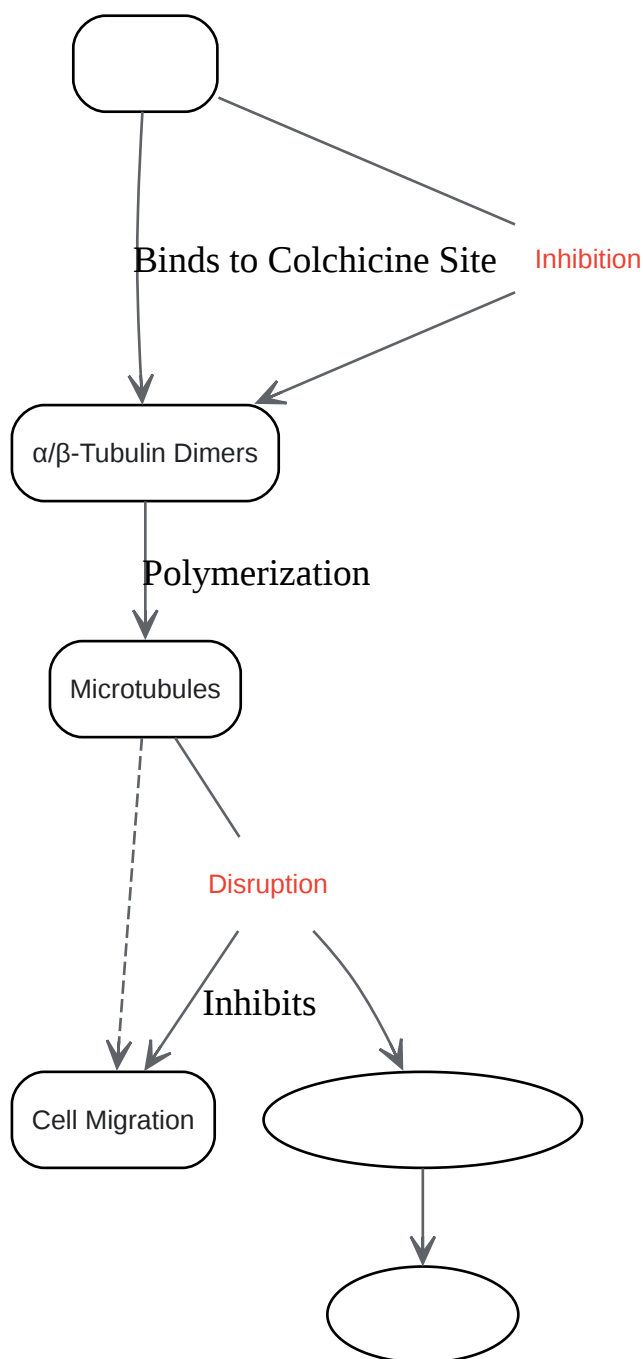 Binds to Colchicine Site
Inhibition
α/β-Tubulin Dimers
Polymerization
Microtubules
Disruption
Inhibits
Cell Migration